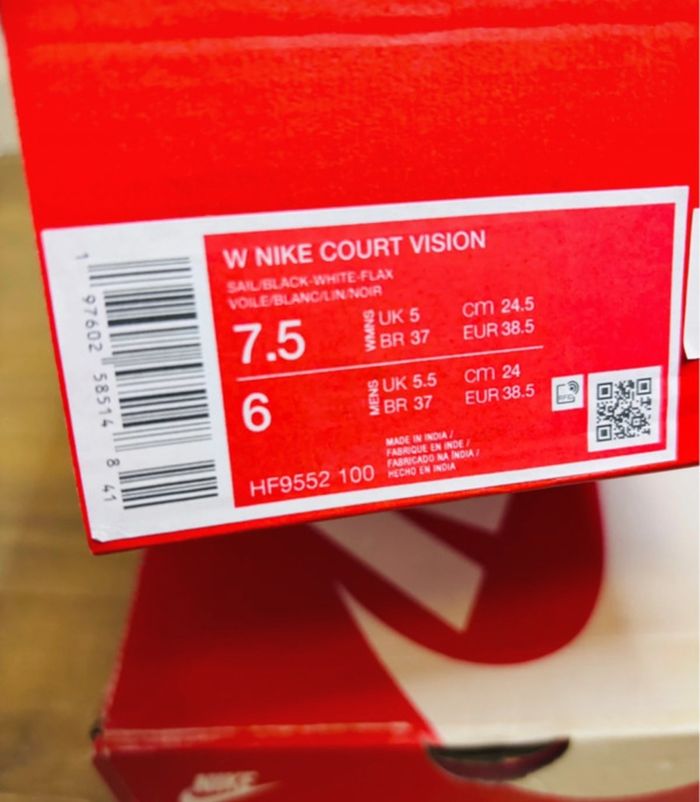 W NIKE COURT VISION
SAIL/BLACK-WHITE-FLAX
VOILE/BLANC/LIN/NOIR
7.5
WMNS
UK 5
cm 24.5
BR 37
EUR 38.5
6
MENS
UK 5.5
cm 24
BR 37
EUR 38.5
HF9552 100
MADE IN INDIA /
FABRIQUE EN INDE /
FABRICADO NA ÍNDIA /
HECHO EN INDIA
RFID
1 97602 58514 8 41
NIKE